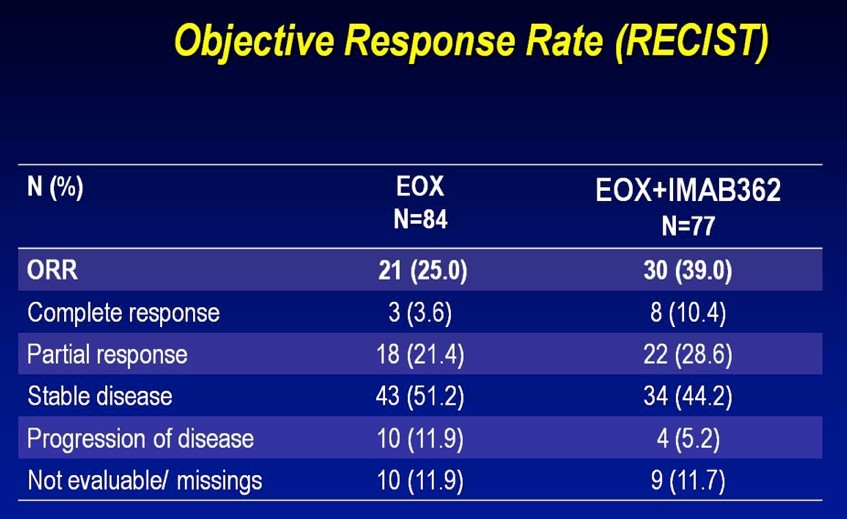 Objective Response Rate (RECIST)
N (%) EOX N=84 EOX+IMAB362 N=77
ORR 21 (25.0) 30 (39.0)
Complete response 3 (3.6) 8 (10.4)
Partial response 18 (21.4) 22 (28.6)
Stable disease 43 (51.2) 34 (44.2)
Progression of disease 10 (11.9) 4 (5.2)
Not evaluable/ missings 10 (11.9) 9 (11.7)